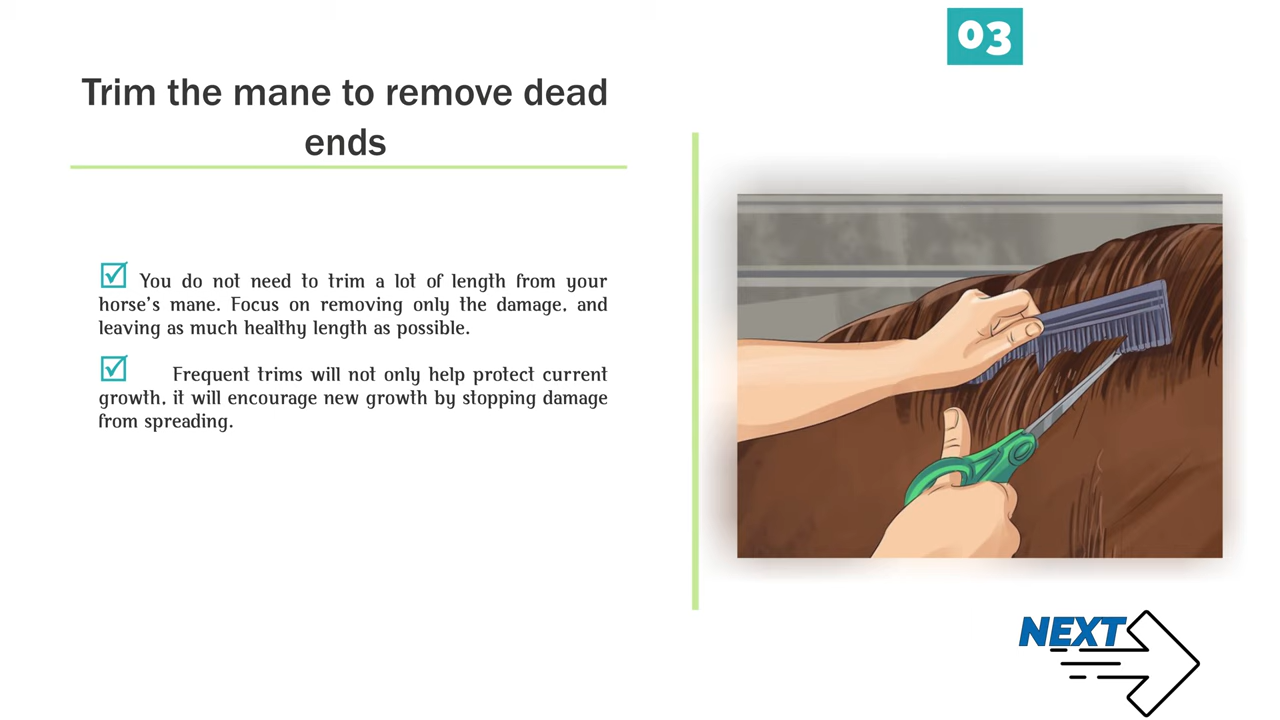 03
Trim the mane to remove dead
ends
You do not need to trim a lot of length from your
horse's mane. Focus on removing only the damage, and
leaving as much healthy length as possible.
Frequent trims will not only help protect current
growth, it will encourage new growth by stopping damage
from spreading.
NEXT